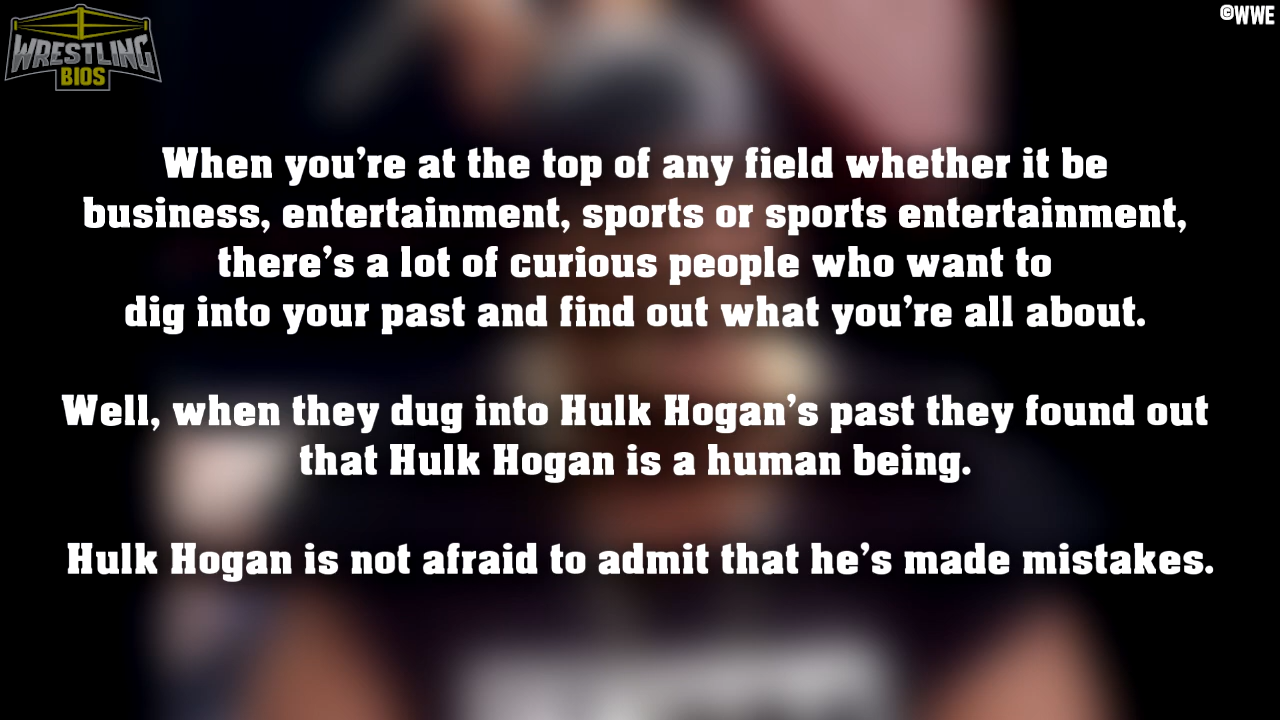 WRESTLING
BIOS
©WWE
When you're at the top of any field whether it be
business, entertainment, sports or sports entertainment,
there's a lot of curious people who want to
dig into your past and find out what you're all about.
Well, when they dug into Hulk Hogan's past they found out
that Hulk Hogan is a human being.
Hulk Hogan is not afraid to admit that he's made mistakes.